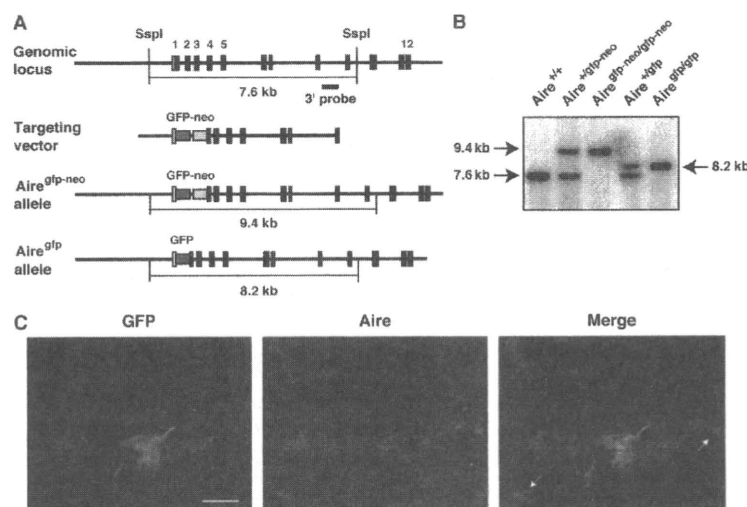 A
SspI SspI
1 2 3 4 5 12
Genomic
locus
7.6 kb
3' probe
GFP-neo
Targeting
vector
GFP-neo
Aire gfp-neo
allele
9.4 kb
GFP
Aire gfp
allele
8.2 kb
B
Aire +/+
Aire +/gfp-neo
Aire gfp-neo/gfp-neo
Aire +/gfp
Aire gfp/gfp
9.4 kb
7.6 kb
8.2 kb
C
GFP Aire Merge